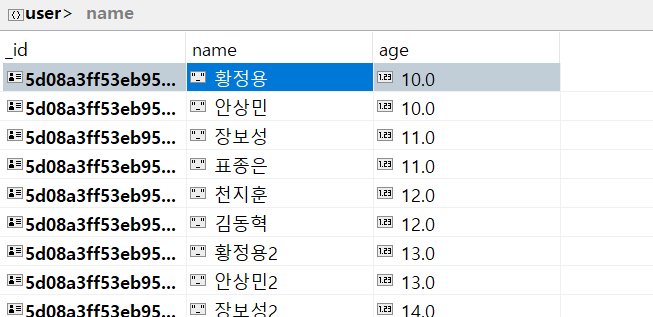 user> name
_id name age
5d08a3ff53eb95... 황정용 10.0
5d08a3ff53eb95... 안상민 10.0
5d08a3ff53eb95... 장보성 11.0
5d08a3ff53eb95... 표종은 11.0
5d08a3ff53eb95... 천지훈 12.0
5d08a3ff53eb95... 김동혁 12.0
5d08a3ff53eb95... 황정용2 13.0
5d08a3ff53eb95... 안상민2 13.0
5d08a3ff53eb95... 장보성2 14.0